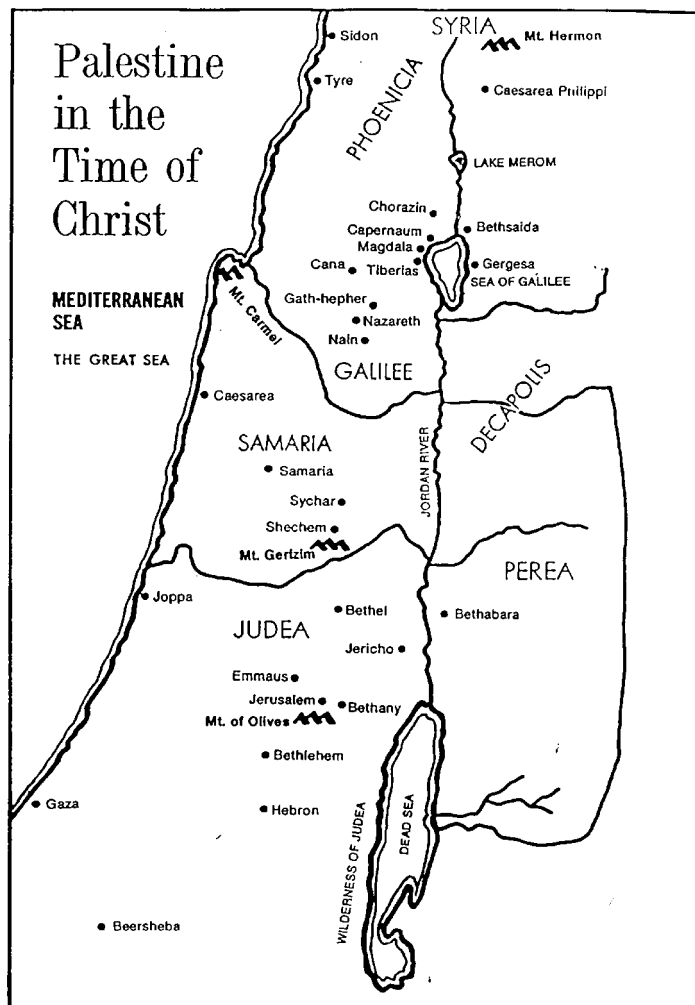 Palestine
in the
Time of
Christ
SYRIA
Sidon
Mt. Hermon
Tyre
PHOENICIA
Caesarea Philippi
LAKE MEROM
Chorazin
Capernaum
Bethsaida
Magdala
Cana
Tiberias
Gergesa
SEA OF GALILEE
MEDITERRANEAN
SEA
THE GREAT SEA
Mt. Carmel
Gath-hepher
Nazareth
Nain
GALILEE
Caesarea
DECAPOLIS
SAMARIA
Samaria
JORDAN RIVER
Sychar
Shechem
Mt. Gerizim
PEREA
Joppa
Bethel
Bethabara
JUDEA
Jericho
Emmaus
Jerusalem
Bethany
Mt. of Olives
Bethlehem
Gaza
Hebron
WILDERNESS OF JUDEA
DEAD SEA
Beersheba